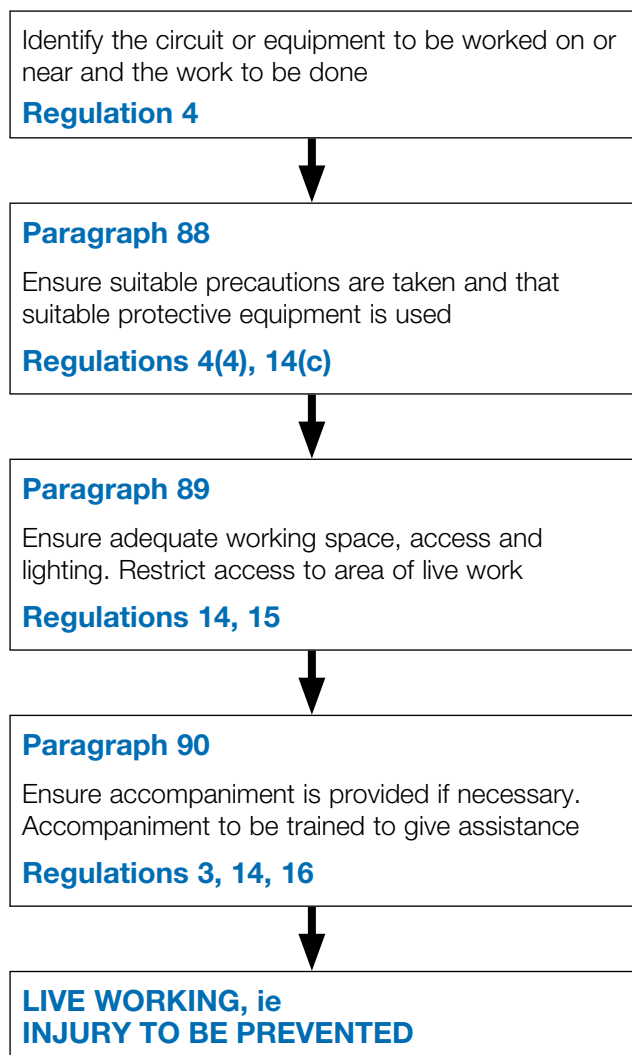 Identify the circuit or equipment to be worked on or
near and the work to be done
Regulation 4
Paragraph 88
Ensure suitable precautions are taken and that
suitable protective equipment is used
Regulations 4(4), 14(c)
Paragraph 89
Ensure adequate working space, access and
lighting. Restrict access to area of live work
Regulations 14, 15
Paragraph 90
Ensure accompaniment is provided if necessary.
Accompaniment to be trained to give assistance
Regulations 3, 14, 16
LIVE WORKING, ie
INJURY TO BE PREVENTED